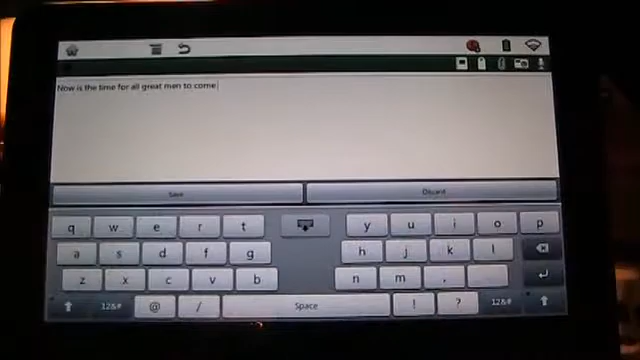 Now is the time for all great men to come
Save Discard
q w e r t y u i o p
a s d f g h j k l
z x c v b n m
12&# @ / Space ! ? 12&#